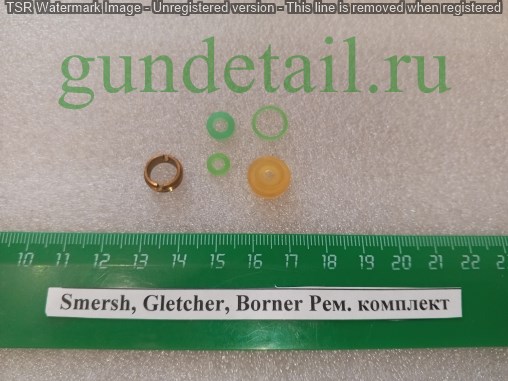 TSR Watermark Image - Unregistered version - This line is removed when registered
gundetail.ru
10 11 12 13 14 15 16 17 18 19 20 21 22
Smersh, Gletcher, Borner Рем. комплект